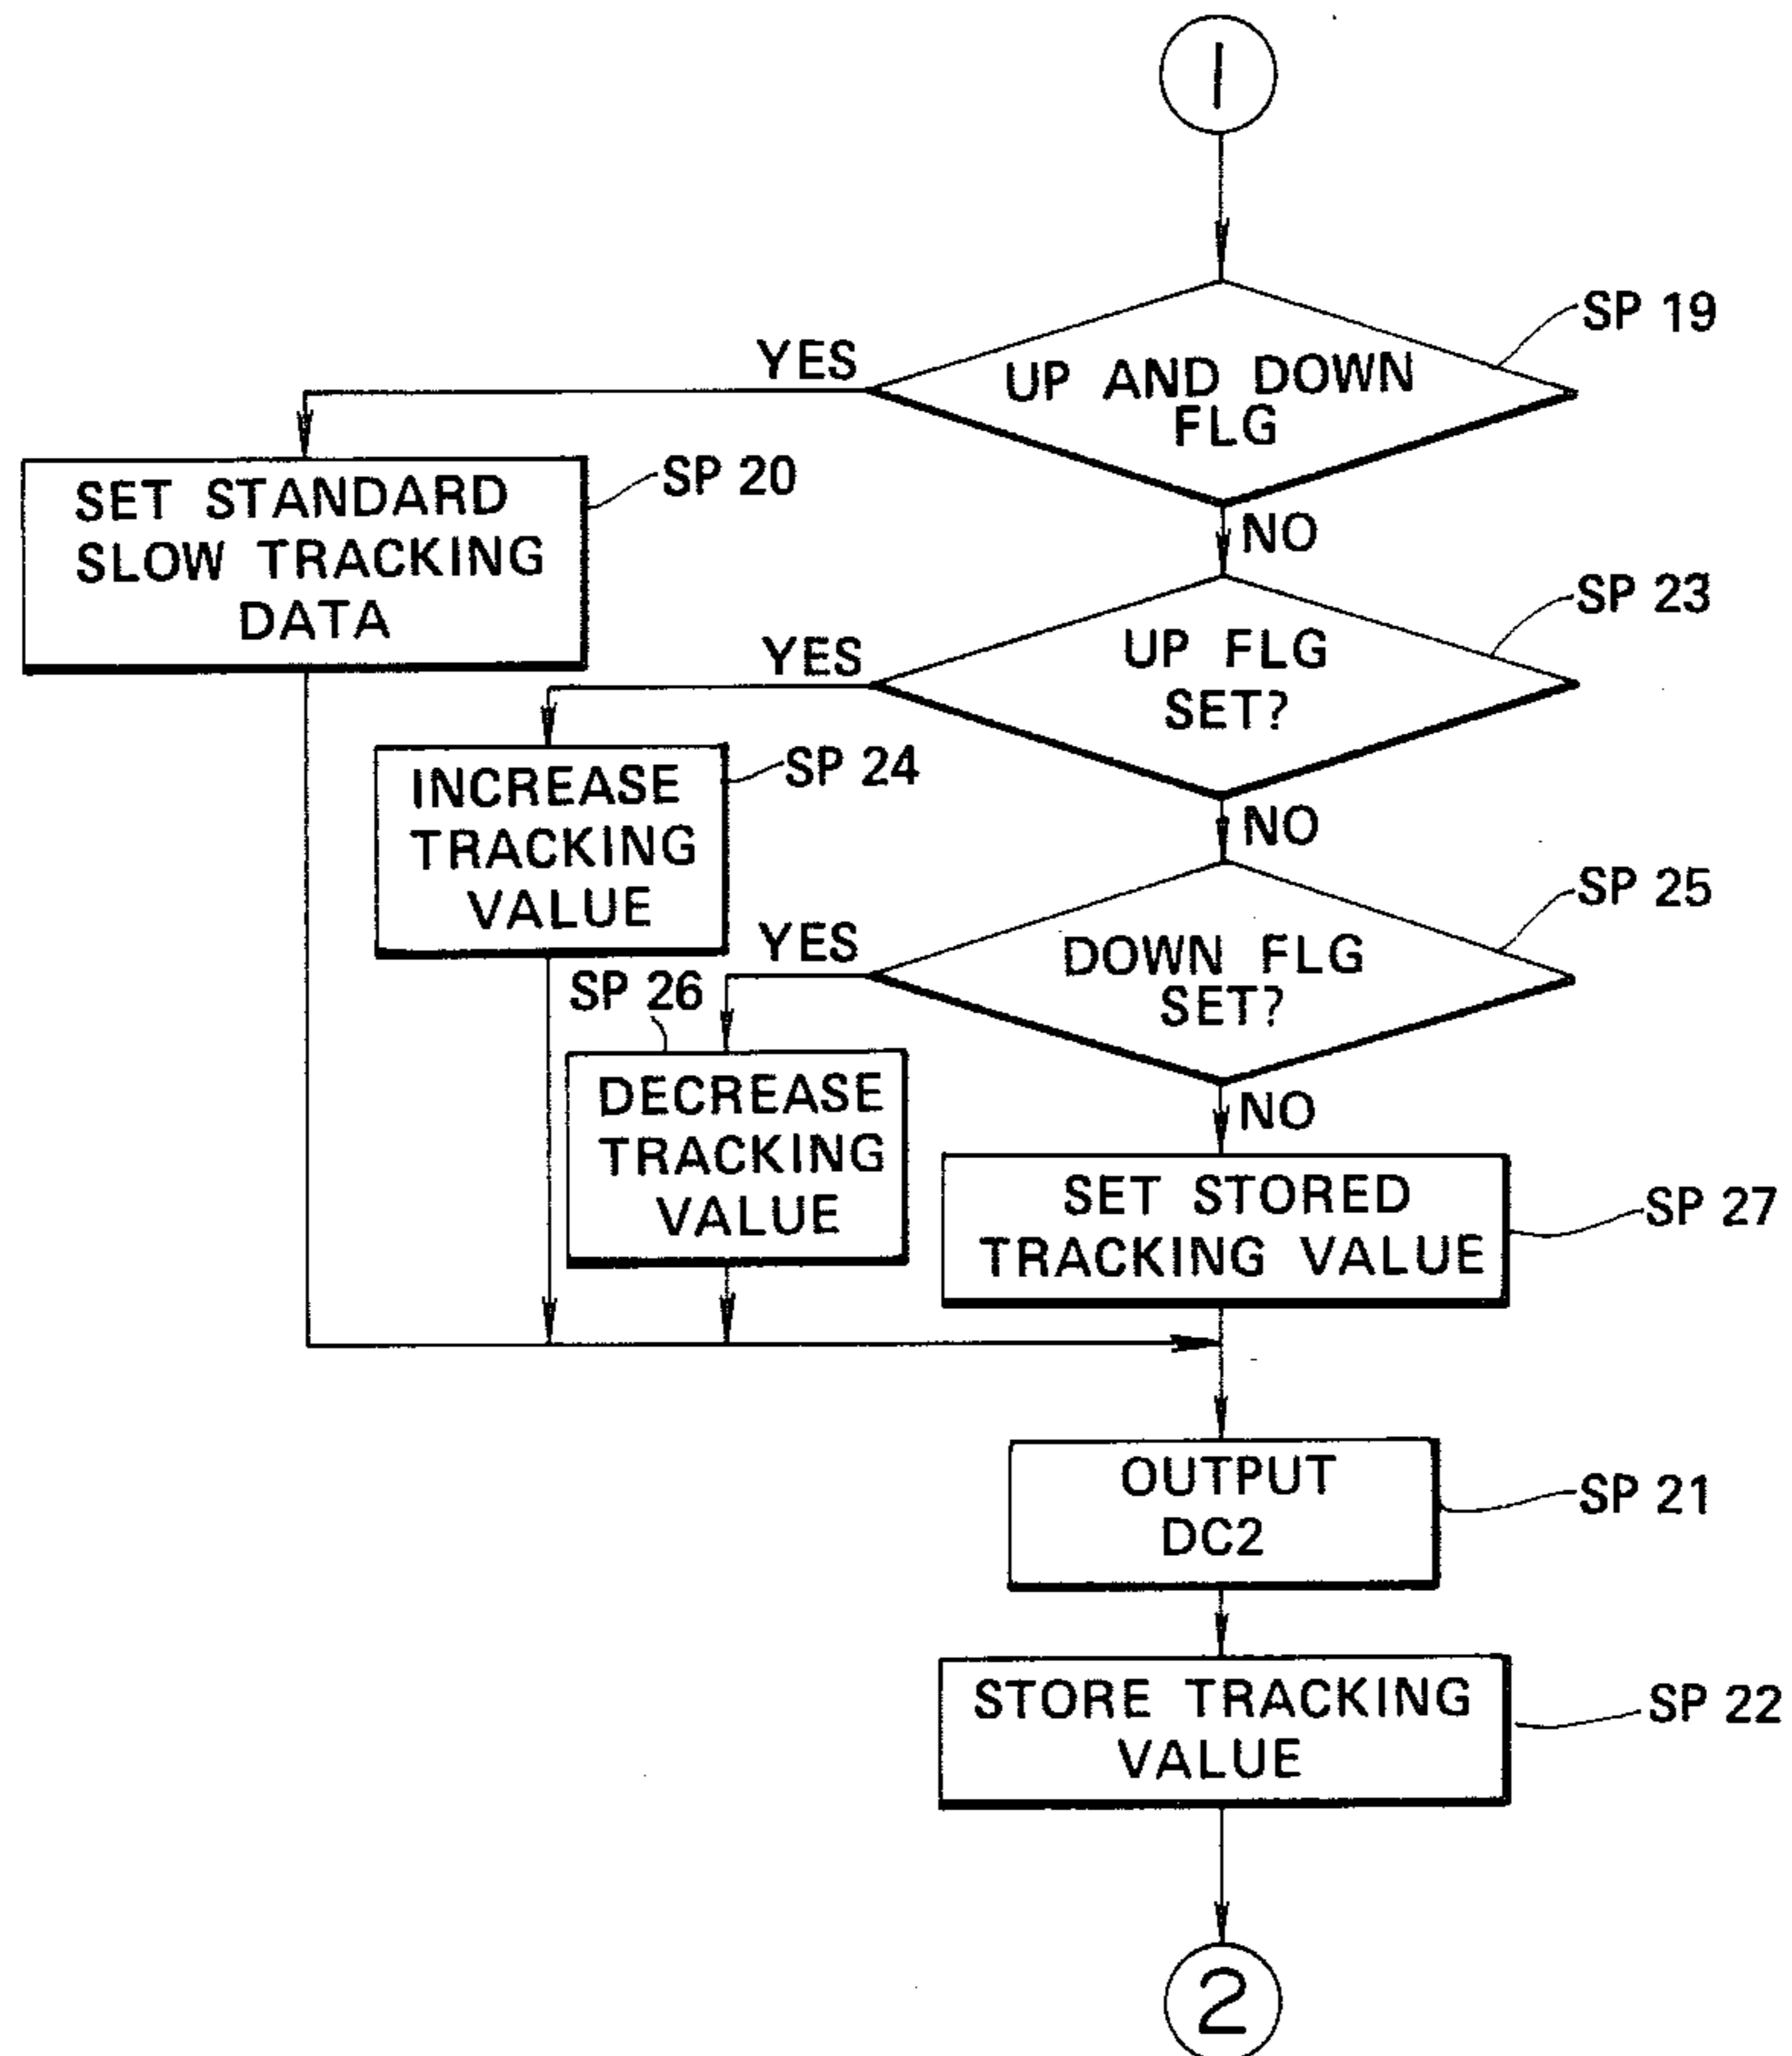 1
SP 19
YES
UP AND DOWN
FLG
SP 20
SET STANDARD
SLOW TRACKING
DATA
NO
SP 23
YES
UP FLG
SET?
SP 24
INCREASE
TRACKING
VALUE
NO
SP 25
YES
DOWN FLG
SET?
SP 26
DECREASE
TRACKING
VALUE
NO
SET STORED
TRACKING VALUE
SP 27
OUTPUT
DC2
SP 21
STORE TRACKING
VALUE
SP 22
2